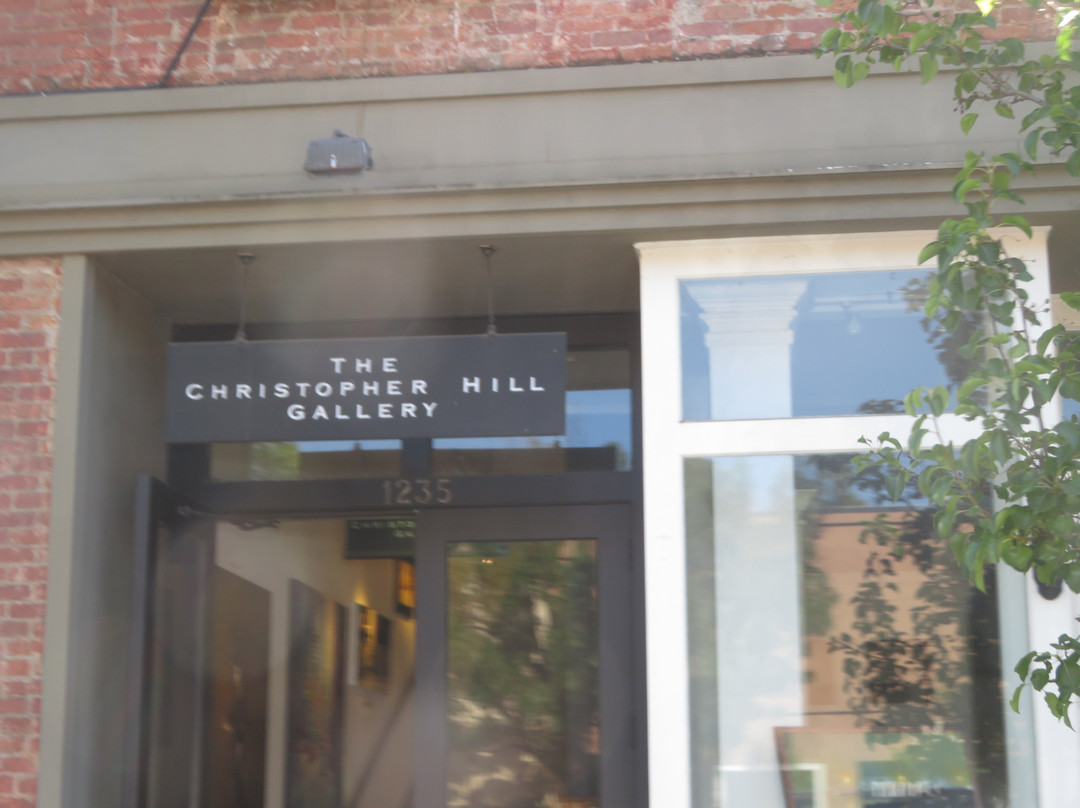 THE
CHRISTOPHER HILL
GALLERY
1235